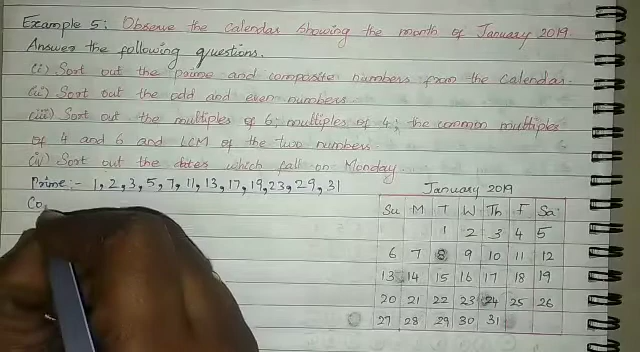 Example 5: Observe the Calendar showing the month of January 2019.
Answer the following questions.
(i) Sort out the prime and composite numbers from the Calendar.
(ii) Sort out the odd and even numbers.
(iii) Sort out the multiples of 6; multiples of 4; the common multiples
of 4 and 6 and LCM of the two numbers.
(iv) Sort out the dates which fall on Monday.
Prime:- 1, 2, 3, 5, 7, 11, 13, 17, 19, 23, 29, 31
Co
January 2019
Su M T W Th F Sa
1 2 3 4 5
6 7 8 9 10 11 12
13 14 15 16 17 18 19
20 21 22 23 24 25 26
27 28 29 30 31